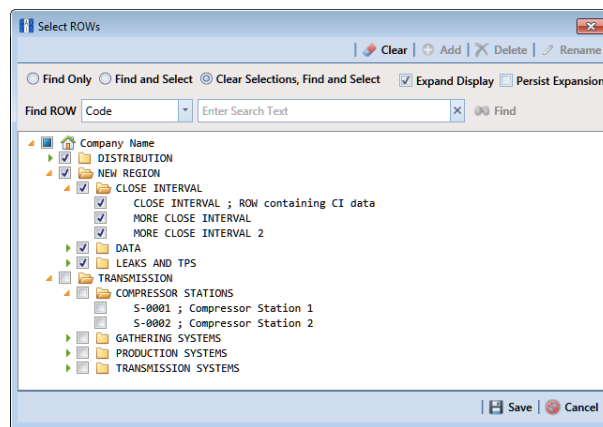 Select ROWs
Clear Add Delete Rename
Find Only Find and Select Clear Selections, Find and Select Expand Display Persist Expansion
Find ROW Code Enter Search Text Find
Company Name
DISTRIBUTION
NEW REGION
CLOSE INTERVAL
CLOSE INTERVAL ; ROW containing CI data
MORE CLOSE INTERVAL
MORE CLOSE INTERVAL 2
DATA
LEAKS AND TPS
TRANSMISSION
COMPRESSOR STATIONS
S-0001 ; Compressor Station 1
S-0002 ; Compressor Station 2
GATHERING SYSTEMS
PRODUCTION SYSTEMS
TRANSMISSION SYSTEMS
Save Cancel